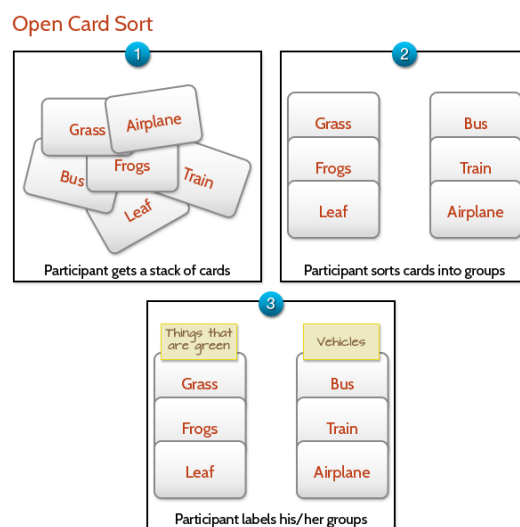 Open Card Sort
1
Grass
Airplane
Bus
Frogs
Train
Leaf
Participant gets a stack of cards
2
Grass
Bus
Frogs
Train
Leaf
Airplane
Participant sorts cards into groups
3
Things that
are green
Vehicles
Grass
Bus
Frogs
Train
Leaf
Airplane
Participant labels his/her groups